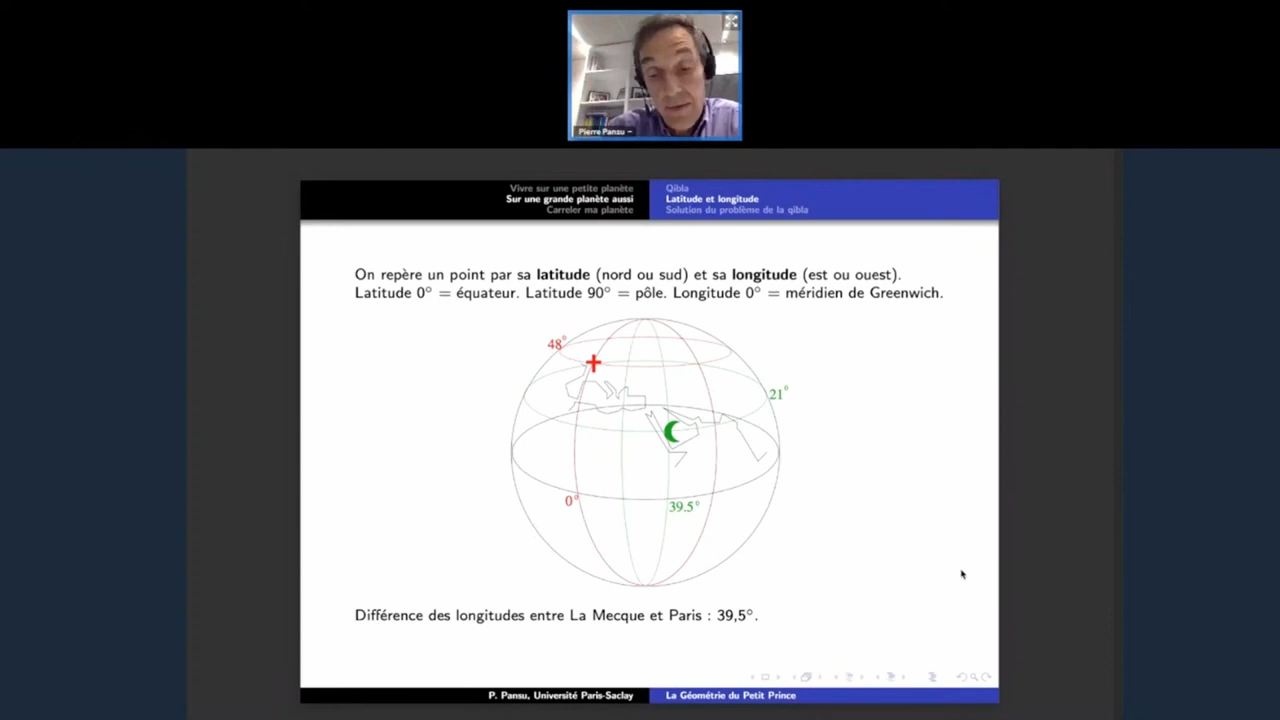 Pierre Pansu
Vivre sur une petite planète
Sur une grande planète aussi
Carreler ma planète
Qibla
Latitude et longitude
Solution du problème de la qibla
On repère un point par sa latitude (nord ou sud) et sa longitude (est ou ouest).
Latitude 0° = équateur. Latitude 90° = pôle. Longitude 0° = méridien de Greenwich.
48°
21°
0°
39.5°
Différence des longitudes entre La Mecque et Paris : 39,5°.
P. Pansu, Université Paris-Saclay
La Géométrie du Petit Prince